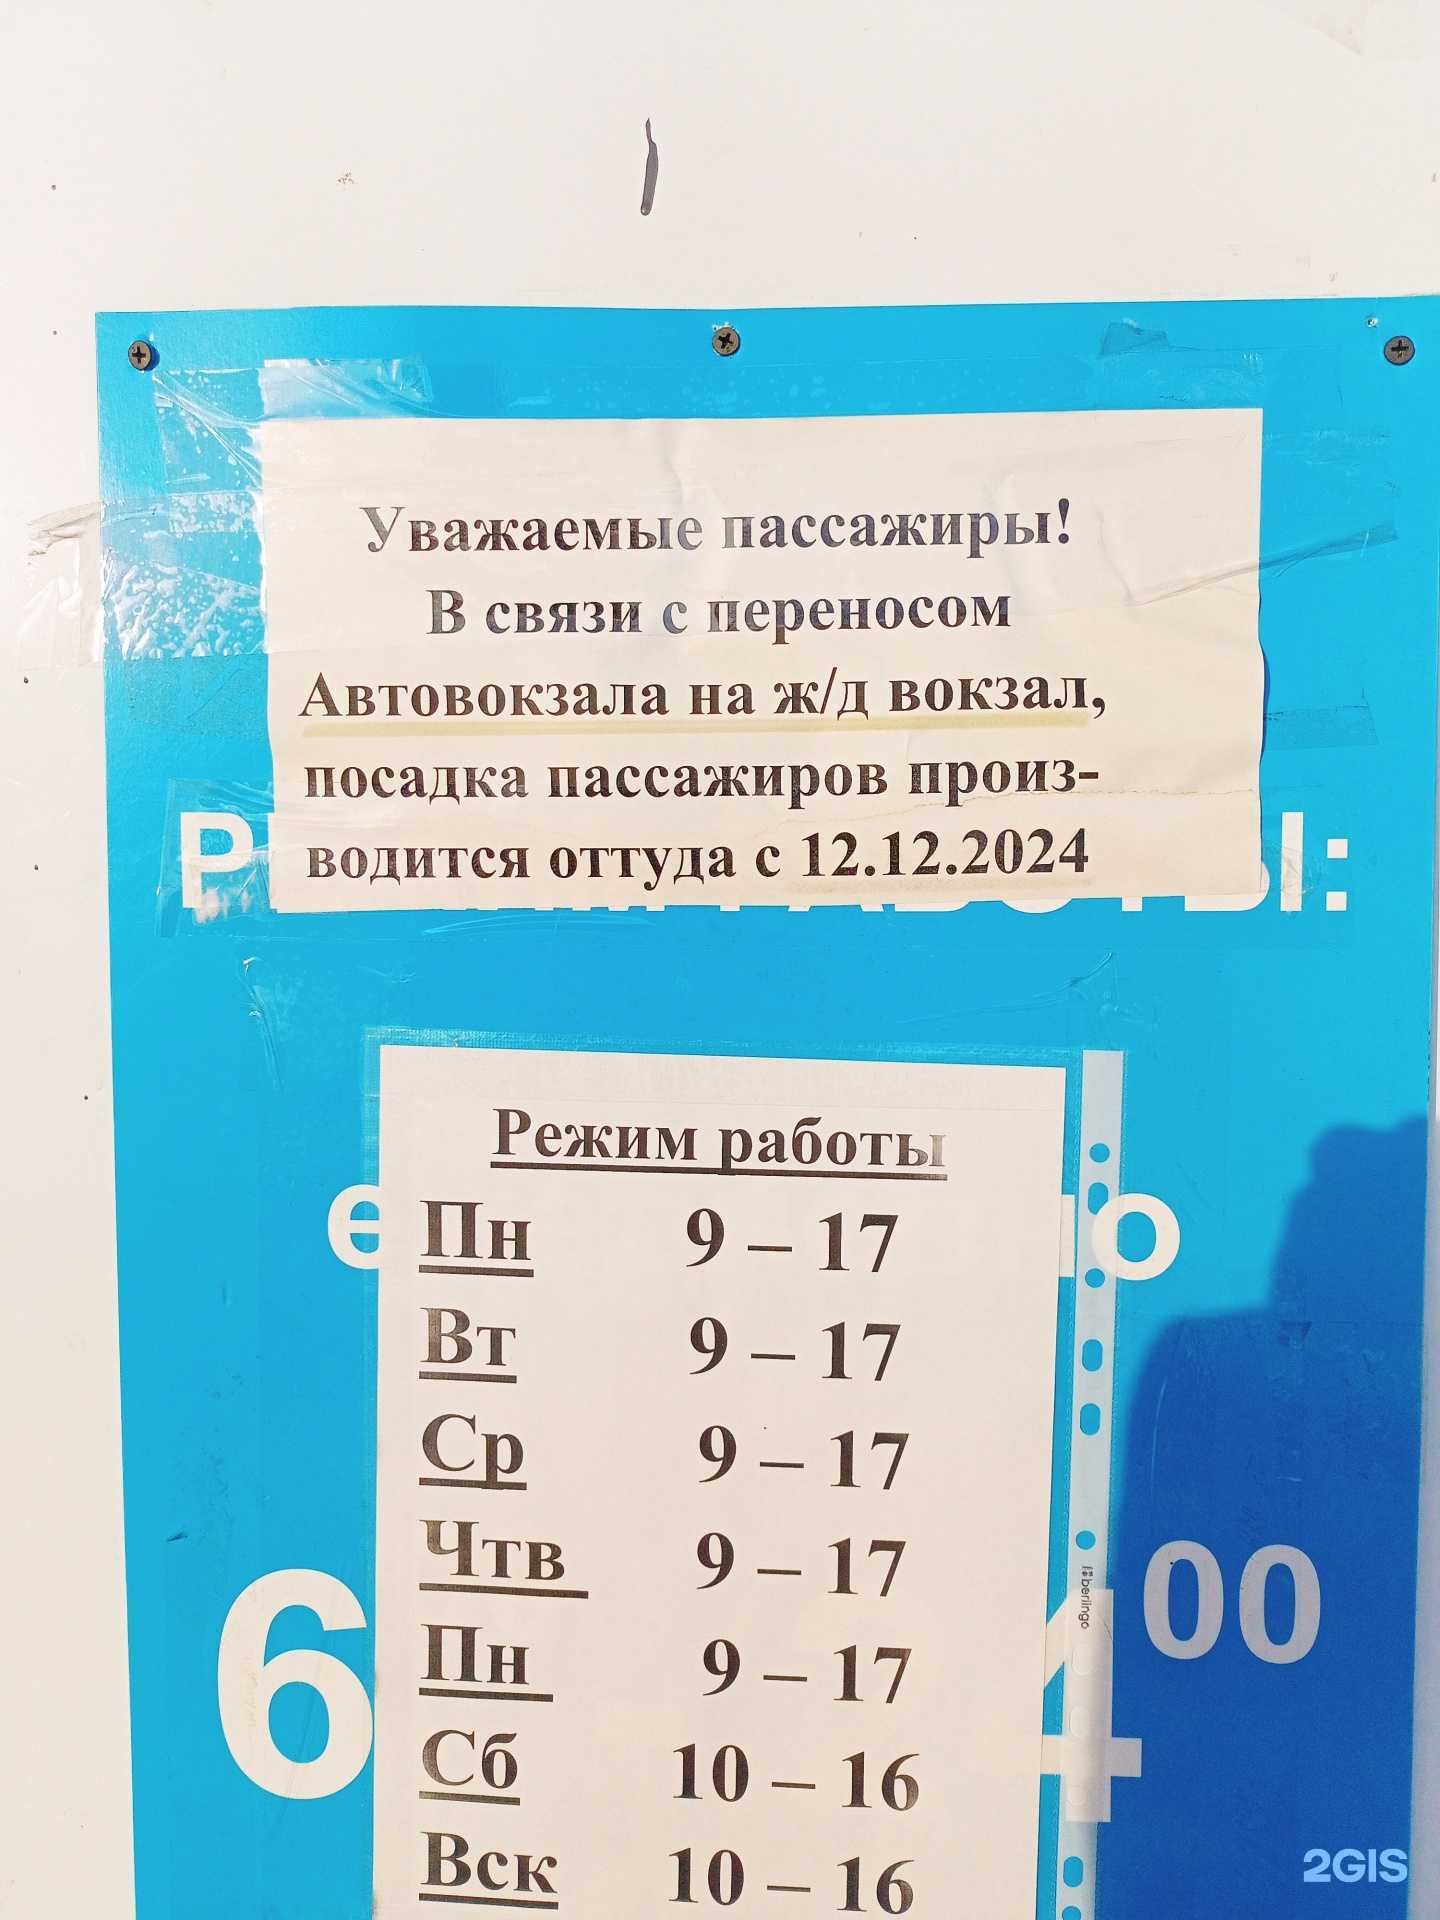 Уважаемые пассажиры!
В связи с переносом
Автовокзала на ж/д вокзал,
посадка пассажиров произ-
водится оттуда с 12.12.2024
Режим работы
Пн 9 – 17
Вт 9 – 17
Ср 9 – 17
Чтв 9 – 17
Пн 9 – 17
Сб 10 – 16
Вск 10 – 16
6 4 00
berlingo
2GIS